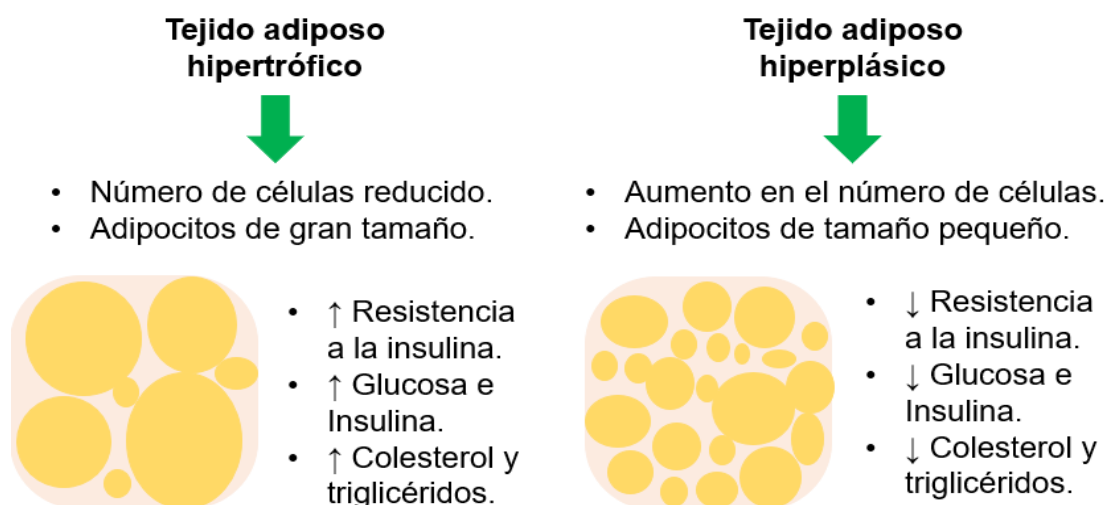 Tejido adiposo
hipertrófico
• Número de células reducido.
• Adipocitos de gran tamaño.
• ↑ Resistencia
a la insulina.
• ↑ Glucosa e
Insulina.
• ↑ Colesterol y
triglicéridos.
Tejido adiposo
hiperplásico
• Aumento en el número de células.
• Adipocitos de tamaño pequeño.
• ↓ Resistencia
a la insulina.
• ↓ Glucosa e
Insulina.
• ↓ Colesterol y
triglicéridos.